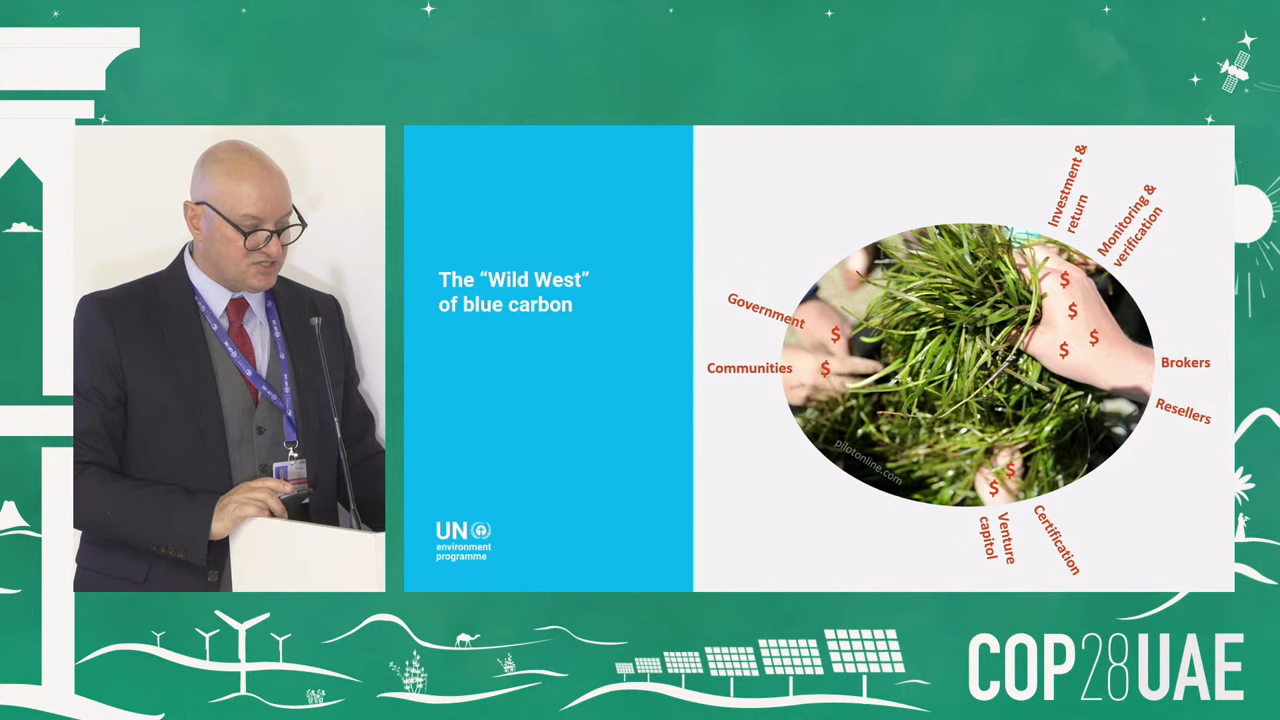 The “Wild West”
of blue carbon
UN
environment
programme
Government
Communities
Investment &
return
Monitoring &
verification
Brokers
Resellers
Certification
Venture
capitol
$
$
$
$
$
$
$
$
pilotonline.com
COP28UAE